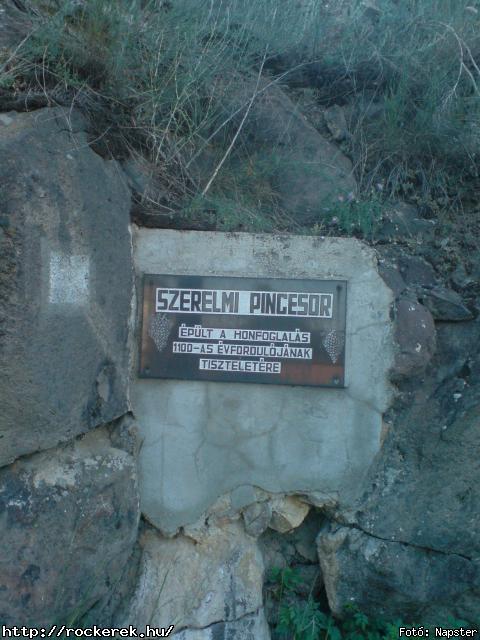 SZERELMI PINCESOR
ÉPÜLT A HONFOGLALÁS
1100-AS ÉVFORDULÓJÁNAK
TISZTELETÉRE
http://rockerek.hu/
Fotó: Napster